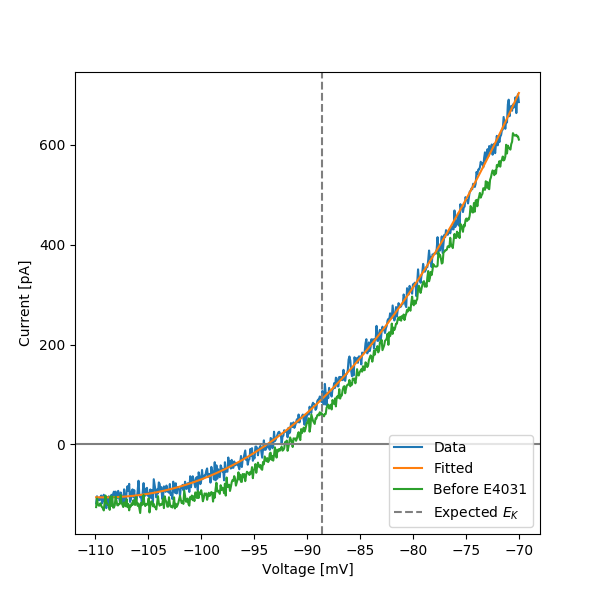 600
400
200
0
Current [pA]
−110 −105 −100 −95 −90 −85 −80 −75 −70
Voltage [mV]
Data
Fitted
Before E4031
Expected E_K